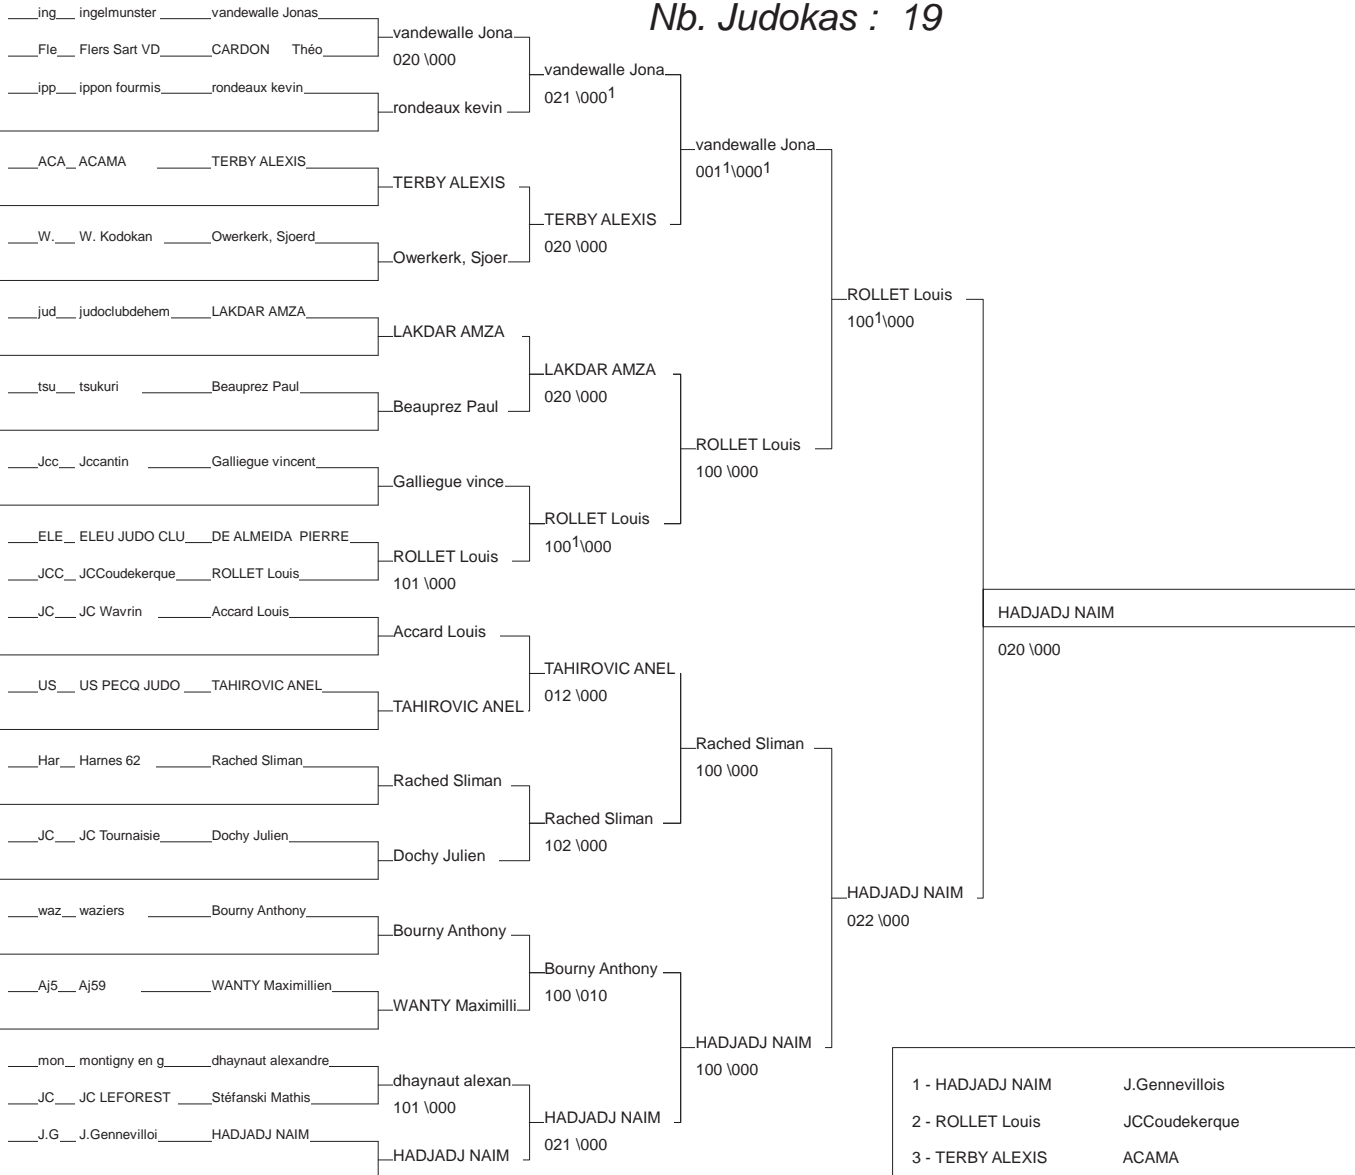 Nb. Judokas : 19
ing ingelmunster vandewalle Jonas
Fle Flers Sart VD CARDON Théo
ipp ippon fourmis rondeaux kevin
ACA ACAMA TERBY ALEXIS
W. W. Kodokan Owerkerk, Sjoerd
jud judoclubdehem LAKDAR AMZA
tsu tsukuri Beauprez Paul
Jcc Jccantin Galliegue vincent
ELE ELEU JUDO CLU DE ALMEIDA PIERRE
JCC JCCoudekerque ROLLET Louis
JC JC Wavrin Accard Louis
US US PECQ JUDO TAHIROVIC ANEL
Har Harnes 62 Rached Sliman
JC JC Tournaisie Dochy Julien
waz waziers Bourny Anthony
Aj5 Aj59 WANTY Maximillien
mon montigny en g dhaynaut alexandre
JC JC LEFOREST Stéfanski Mathis
J.G J.Gennevilloi HADJADJ NAIM
vandewalle Jona
020 \000
rondeaux kevin
TERBY ALEXIS
Owerkerk, Sjoer
LAKDAR AMZA
Beauprez Paul
Galliegue vince
ROLLET Louis
101 \000
Accard Louis
TAHIROVIC ANEL
Rached Sliman
Dochy Julien
Bourny Anthony
WANTY Maximilli
dhaynaut alexan
101 \000
HADJADJ NAIM
vandewalle Jona
021 \0001
TERBY ALEXIS
020 \000
LAKDAR AMZA
020 \000
ROLLET Louis
1001\000
TAHIROVIC ANEL
012 \000
Rached Sliman
102 \000
Bourny Anthony
100 \010
HADJADJ NAIM
021 \000
vandewalle Jona
0011\0001
ROLLET Louis
100 \000
Rached Sliman
100 \000
HADJADJ NAIM
100 \000
ROLLET Louis
1001\000
HADJADJ NAIM
022 \000
HADJADJ NAIM
020 \000
1 - HADJADJ NAIM J.Gennevillois
2 - ROLLET Louis JCCoudekerque
3 - TERBY ALEXIS ACAMA